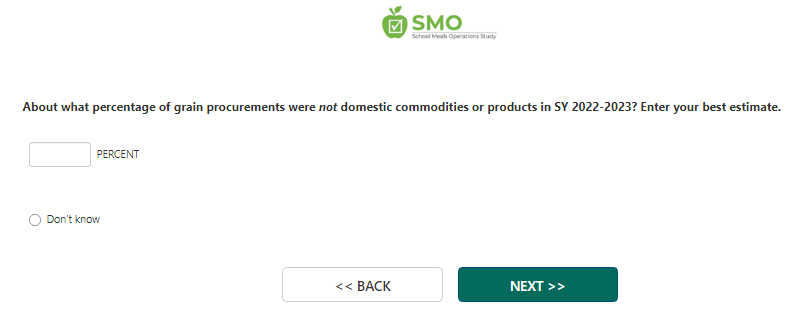 SMO
School Meals Operations Study
About what percentage of grain procurements were not domestic commodities or products in SY 2022-2023? Enter your best estimate.
PERCENT
Don't know
<< BACK
NEXT >>